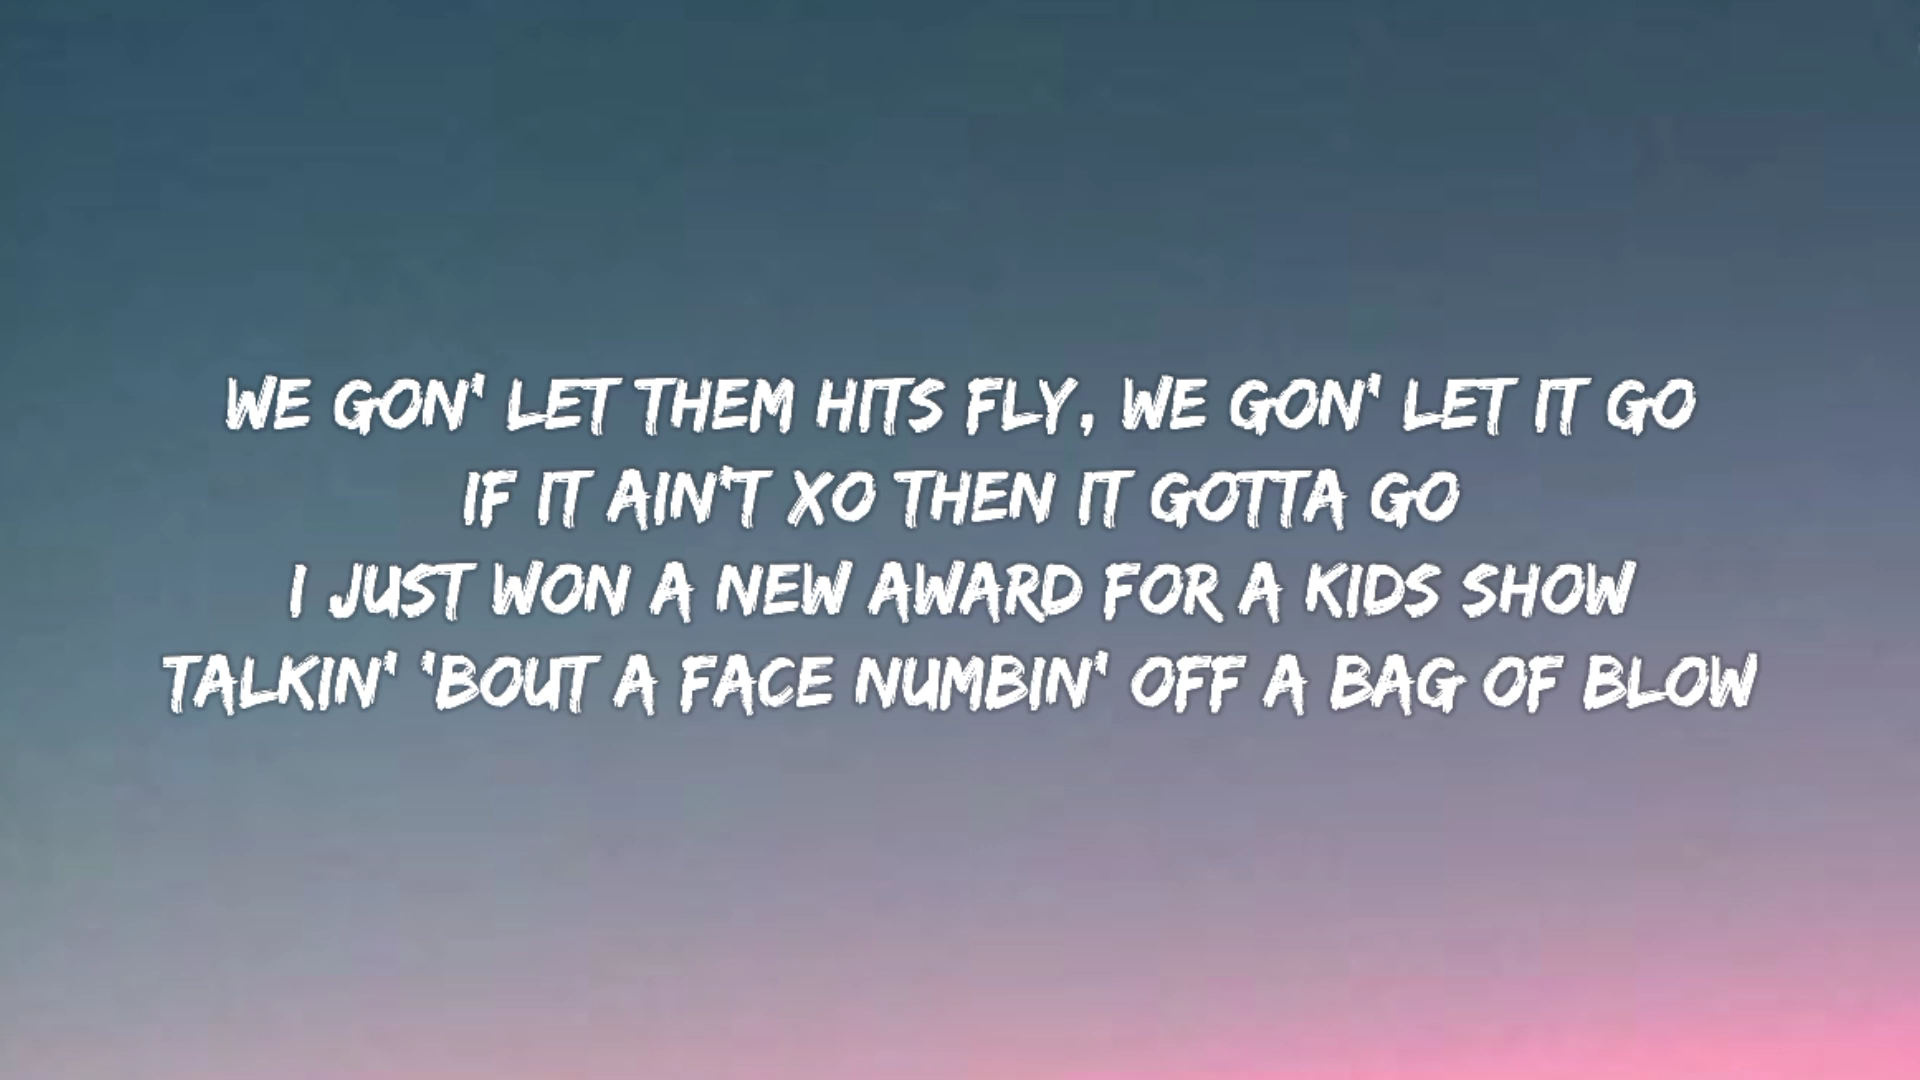 WE GON' LET THEM HITS FLY, WE GON' LET IT GO
IF IT AIN'T XO THEN IT GOTTA GO
I JUST WON A NEW AWARD FOR A KIDS SHOW
TALKIN' 'BOUT A FACE NUMBIN' OFF A BAG OF BLOW